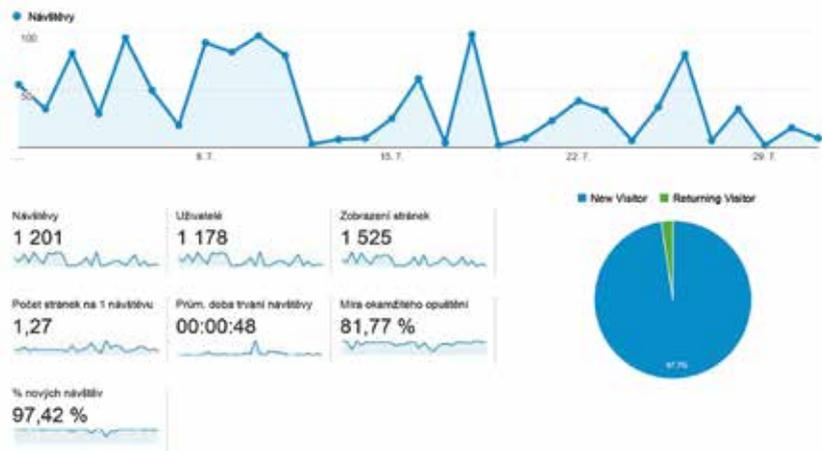 Návštěvy
100
50
...
8. 7.
15. 7.
22. 7.
29. 7.
New Visitor Returning Visitor
Návštěvy Uživatelé Zobrazení stránek
1 201 1 178 1 525
Počet stránek na 1 návštěvu Prům. doba trvání návštěvy Míra okamžitého opuštění
1,27 00:00:48 81,77 %
% nových návštěv
97,42 %